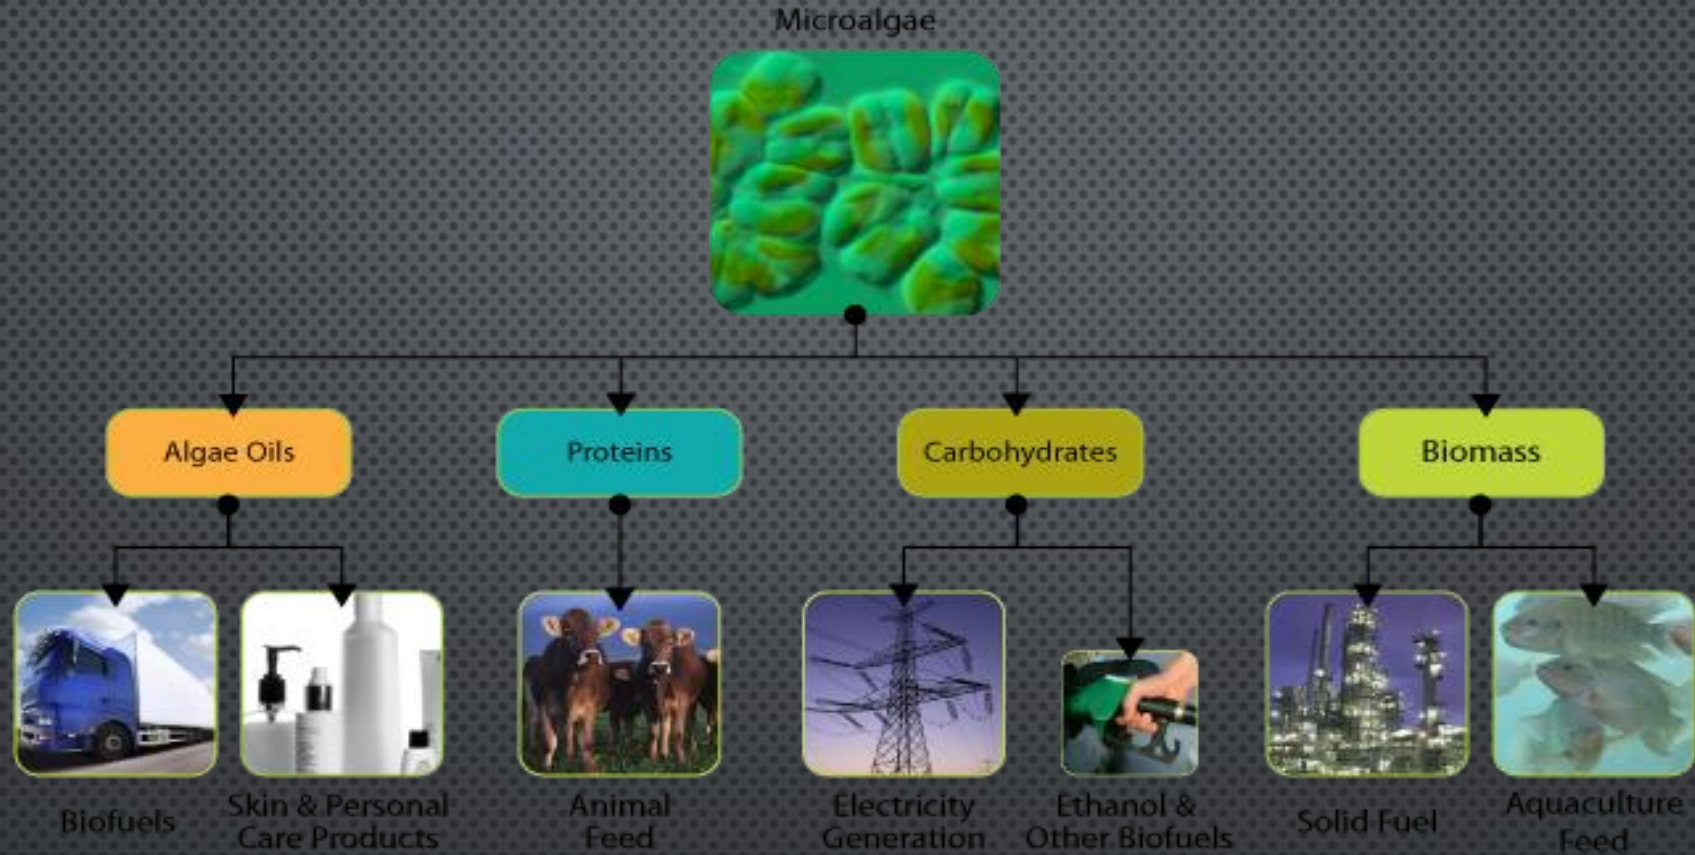 Microalgae
Algae Oils
Proteins
Carbohydrates
Biomass
Biofuels
Skin & Personal
Care Products
Animal
Feed
Electricity
Generation
Ethanol &
Other Biofuels
Solid Fuel
Aquaculture
Feed